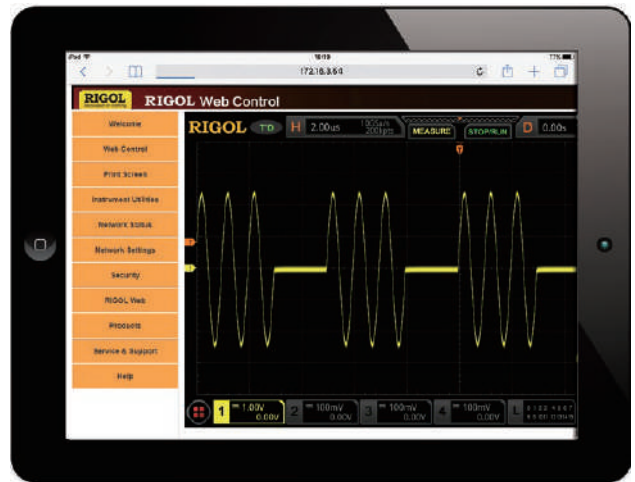 iPad
172.16.3.64
RIGOL
RIGOL Web Control
Welcome
Web Control
Print Screen
Instrument Utilities
Network Status
Network Settings
Security
RIGOL Web
Products
Service & Support
Help
RIGOL T'D H 2.00us MEASURE STOP/RUN D 0.00s
200kpts
T
1 1.00V 2 100mV 3 100mV 4 100mV L
0.00V 0.00V 0.00V 0.00V